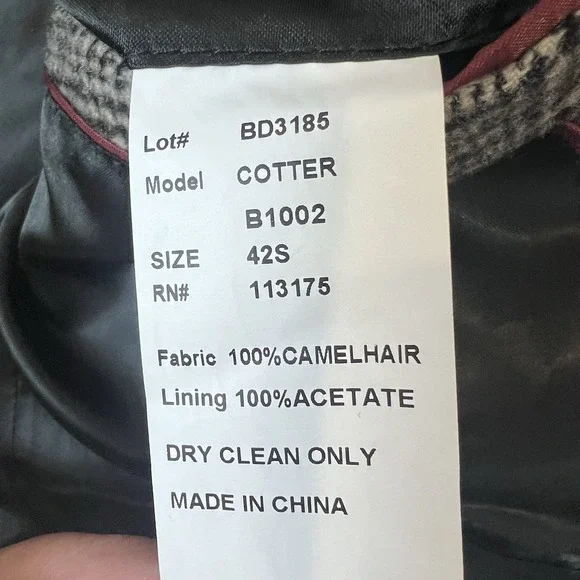 Lot# BD3185
Model COTTER
B1002
SIZE 42S
RN# 113175
Fabric 100%CAMELHAIR
Lining 100%ACETATE
DRY CLEAN ONLY
MADE IN CHINA